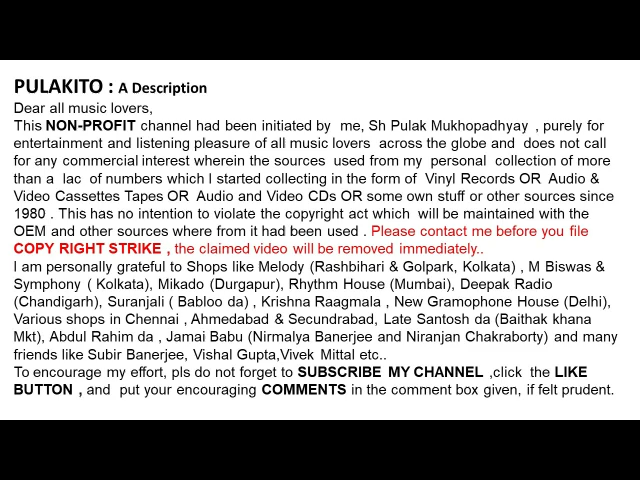 PULAKITO : A Description
Dear all music lovers,
This NON-PROFIT channel had been initiated by me, Sh Pulak Mukhopadhyay , purely for
entertainment and listening pleasure of all music lovers across the globe and does not call
for any commercial interest wherein the sources used from my personal collection of more
than a lac of numbers which I started collecting in the form of Vinyl Records OR Audio &
Video Cassettes Tapes OR Audio and Video CDs OR some own stuff or other sources since
1980 . This has no intention to violate the copyright act which will be maintained with the
OEM and other sources where from it had been used . Please contact me before you file
COPY RIGHT STRIKE , the claimed video will be removed immediately..
I am personally grateful to Shops like Melody (Rashbihari & Golpark, Kolkata) , M Biswas &
Symphony ( Kolkata), Mikado (Durgapur), Rhythm House (Mumbai), Deepak Radio
(Chandigarh), Suranjali ( Babloo da) , Krishna Raagmala , New Gramophone House (Delhi),
Various shops in Chennai , Ahmedabad & Secundrabad, Late Santosh da (Baithak khana
Mkt), Abdul Rahim da , Jamai Babu (Nirmalya Banerjee and Niranjan Chakraborty) and many
friends like Subir Banerjee, Vishal Gupta,Vivek Mittal etc..
To encourage my effort, pls do not forget to SUBSCRIBE MY CHANNEL ,click the LIKE
BUTTON , and put your encouraging COMMENTS in the comment box given, if felt prudent.